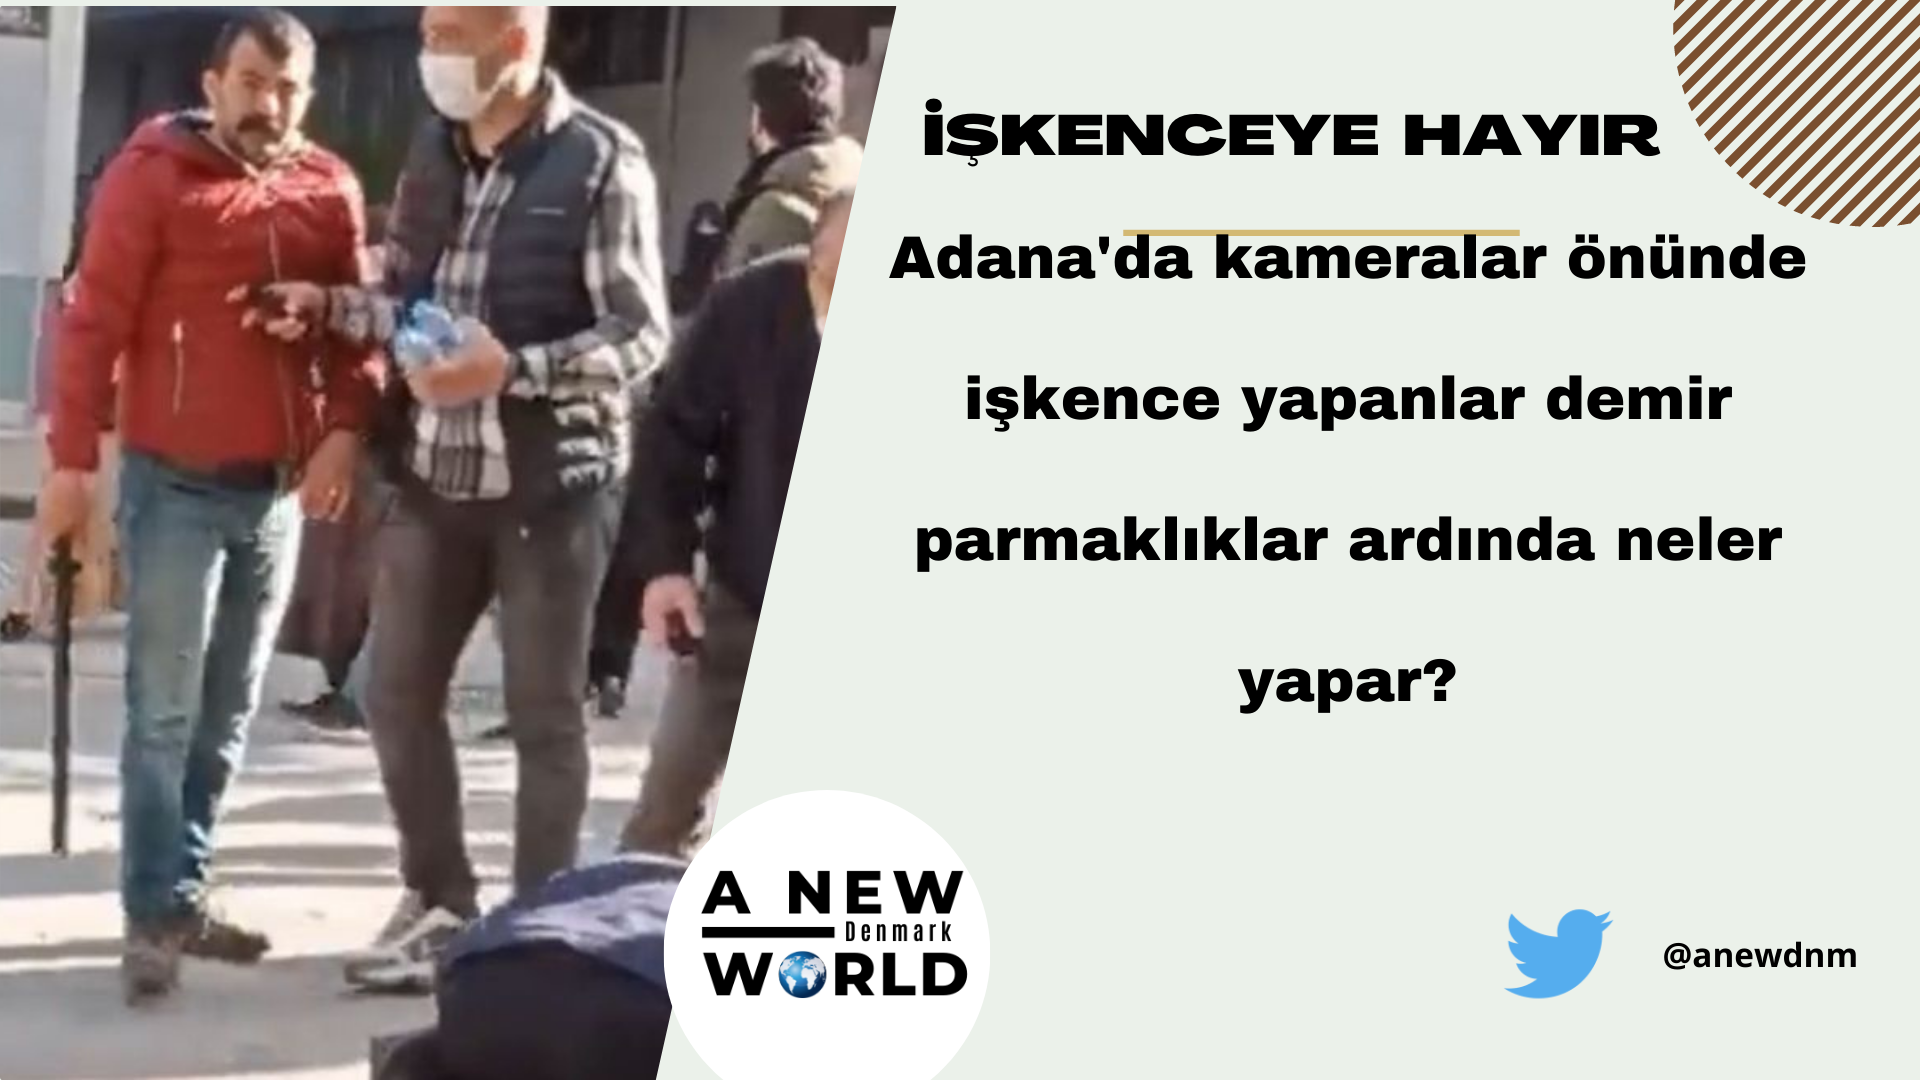 İŞKENCEYE HAYIR
Adana'da kameralar önünde
işkence yapanlar demir
parmaklıklar ardında neler
yapar?
A NEW
Denmark
WORLD
@anewdnm